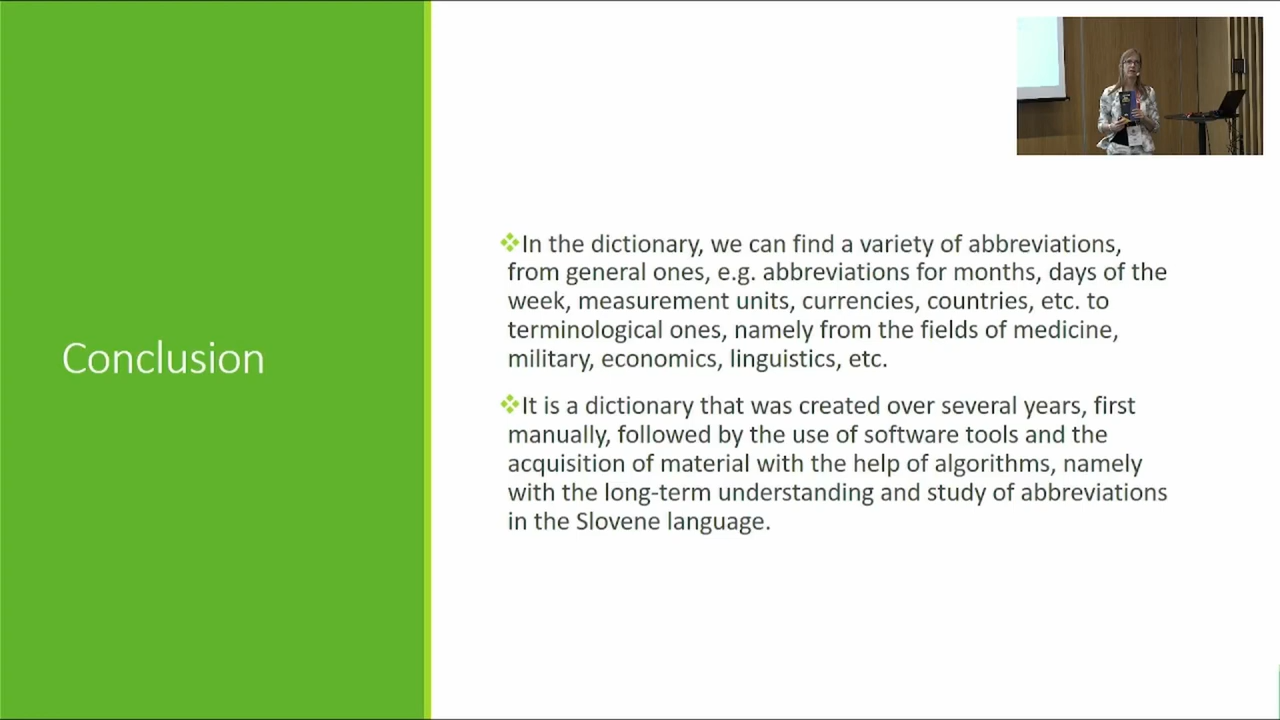 Conclusion
❖In the dictionary, we can find a variety of abbreviations,
from general ones, e.g. abbreviations for months, days of the
week, measurement units, currencies, countries, etc. to
terminological ones, namely from the fields of medicine,
military, economics, linguistics, etc.
❖It is a dictionary that was created over several years, first
manually, followed by the use of software tools and the
acquisition of material with the help of algorithms, namely
with the long-term understanding and study of abbreviations
in the Slovene language.